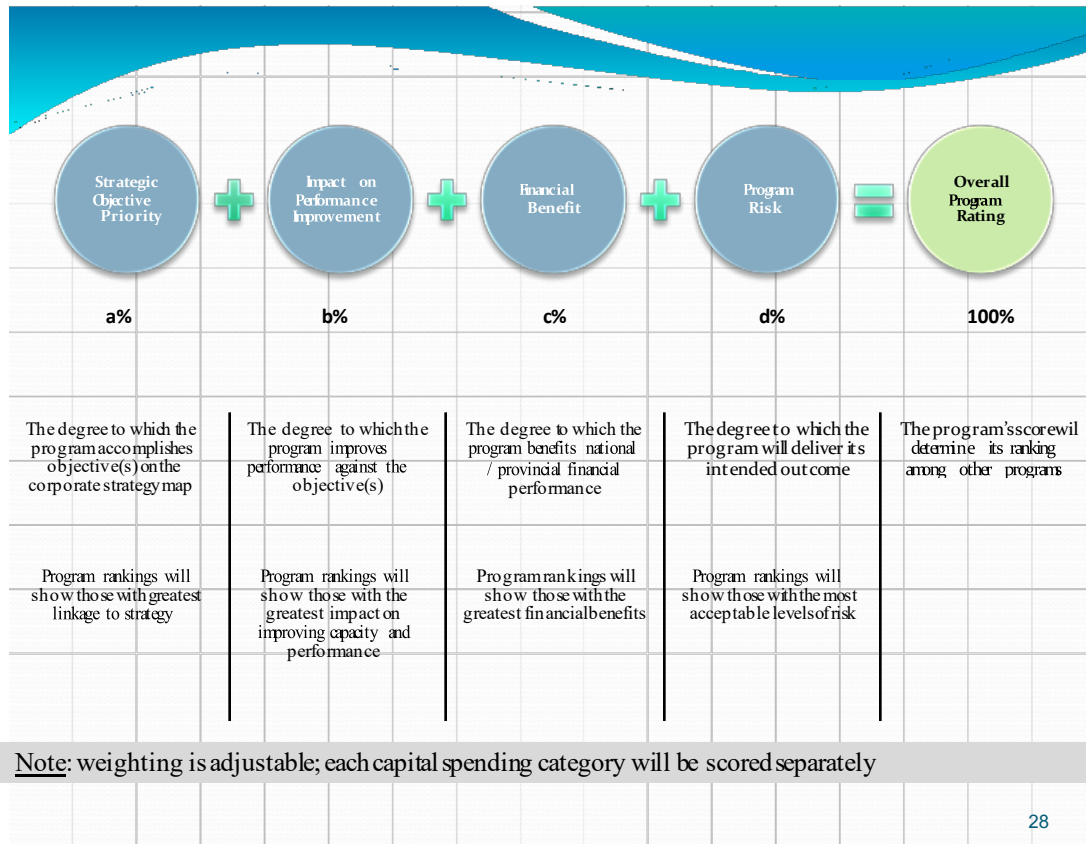 Strategic
Objective
Priority
Impact on
Performance
Improvement
Financial
Benefit
Program
Risk
Overall
Program
Rating
a%
b%
c%
d%
100%
The degree to which the
program accomplishes
objective(s) on the
corporate strategy map
The degree to which the
program improves
performance against the
objective(s)
The degree to which the
program benefits national
/ provincial financial
performance
The degree to which the
program will deliver its
intended outcome
The program's score wil
determine its ranking
among other programs
Program rankings will
show those with greatest
linkage to strategy
Program rankings will
show those with the
greatest impact on
improving capacity and
performance
Program rankings will
show those with the
greatest financial benefits
Program rankings will
show those with the most
acceptable levels of risk
Note: weighting is adjustable; each capital spending category will be scored separately
28